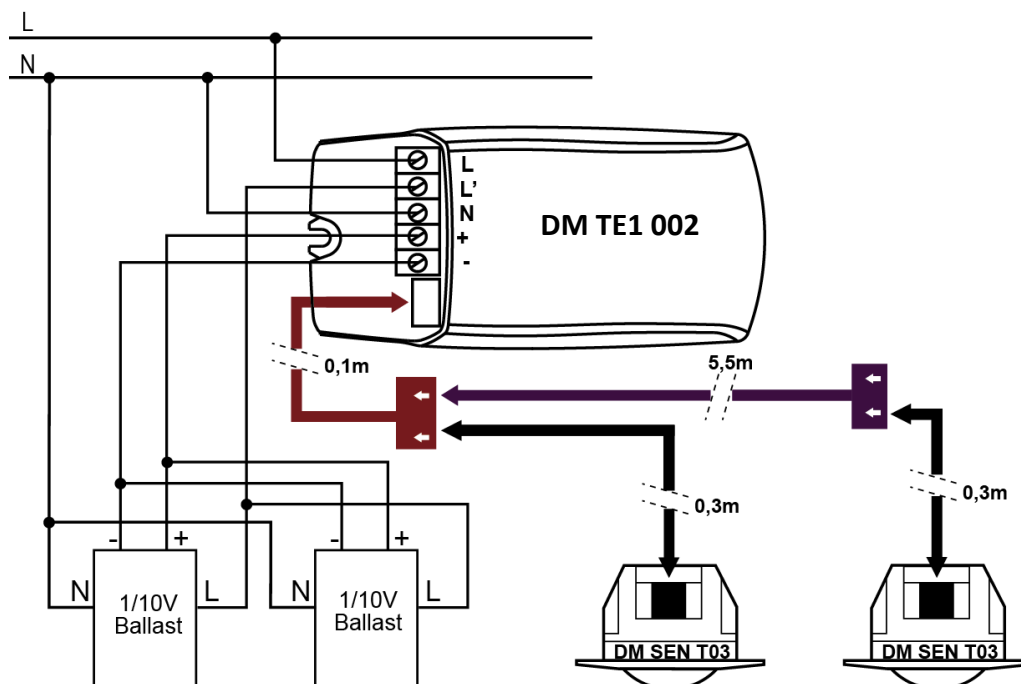 L
N
L
L'
N
+
-
DM TE1 002
0,1m
5,5m
0,3m
0,3m
- +
- +
N
L
N
L
1/10V
Ballast
1/10V
Ballast
DM SEN T03
DM SEN T03